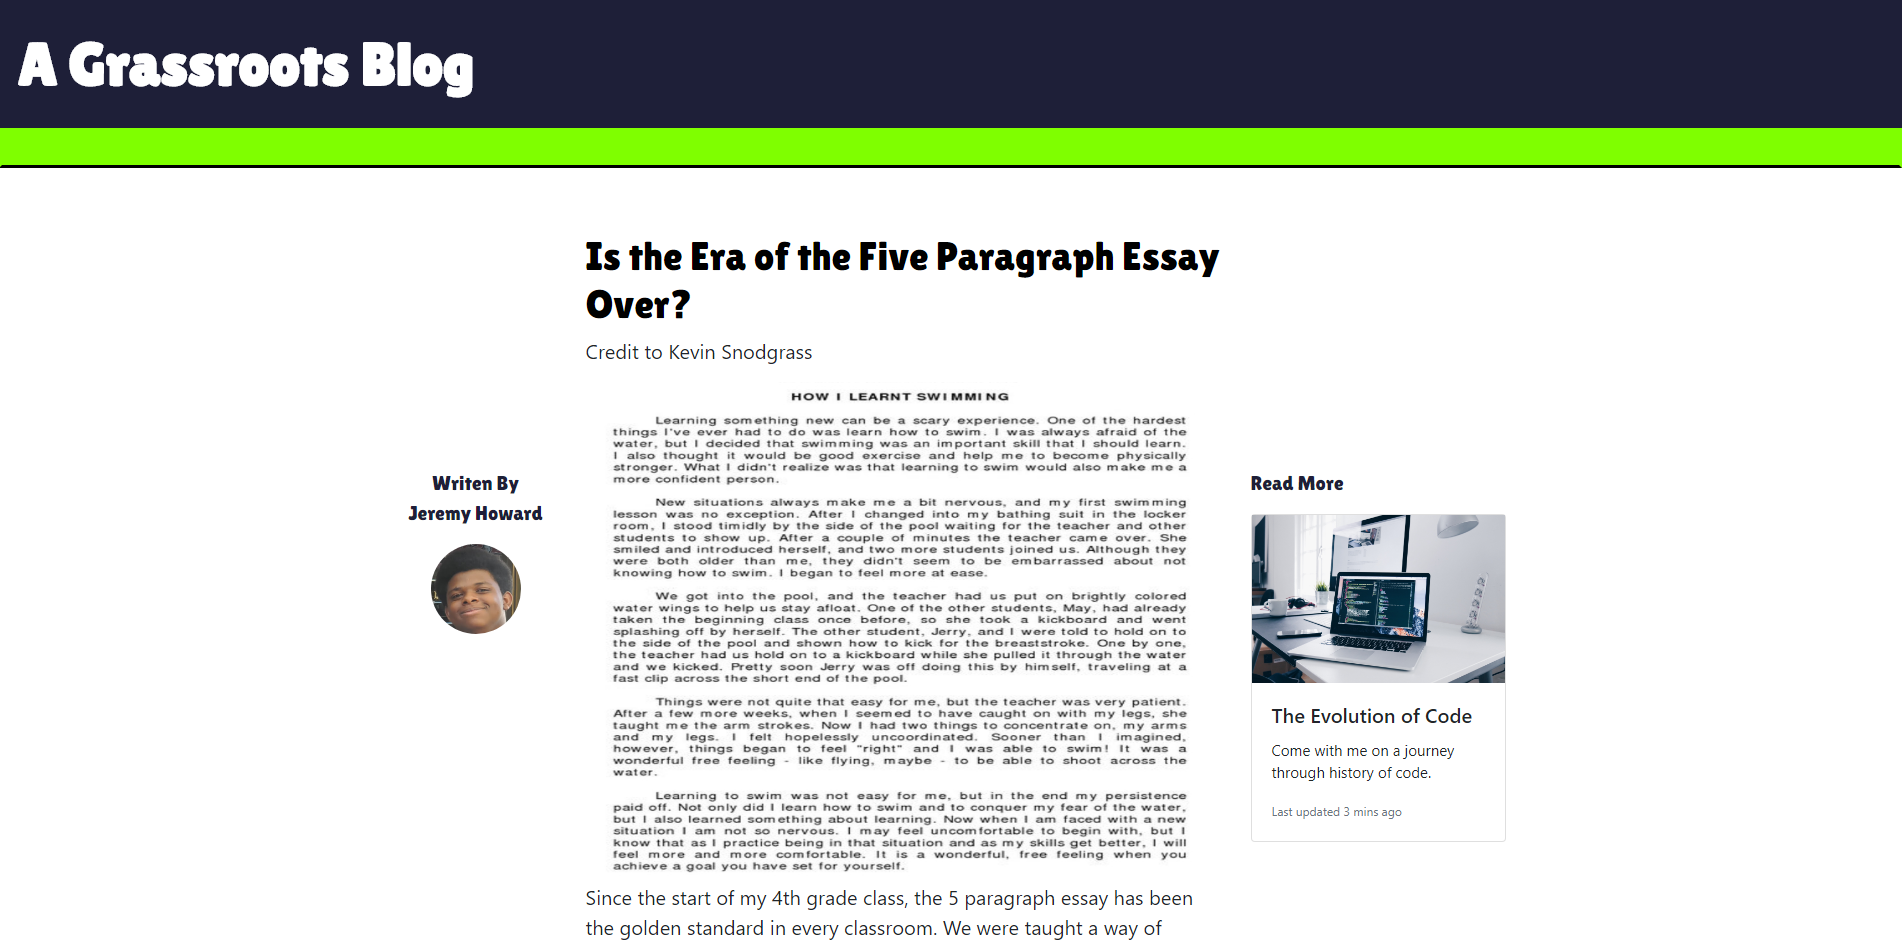 A Grassroots Blog
Is the Era of the Five Paragraph Essay
Over?
Credit to Kevin Snodgrass
HOW I LEARNT SWIMMING
Learning something new can be a scary experience. One of the hardest
things I've ever had to do was learn how to swim. I was always afraid of the
water, but I decided that swimming was an important skill that I should learn.
I also thought it would be good exercise and help me to become physically
stronger. What I didn't realize was that learning to swim would also make me a
more confident person.
New situations always make me a bit nervous, and my first swimming
lesson was no exception. After I changed into my bathing suit in the locker
room, I stood timidly by the side of the pool waiting for the teacher and other
students to show up. After a couple of minutes the teacher came over. She
smiled and introduced herself, and two more students joined us. Although they
were both older than me, they didn't seem to be embarrassed about not
knowing how to swim. I began to feel more at ease.
We got into the pool, and the teacher had us put on brightly colored
water wings to help us stay afloat. One of the other students, May, had already
taken the beginning class once before, so she took a kickboard and went
splashing off by herself. The other student, Jerry, and I were told to hold on to
the side of the pool and shown how to kick for the breaststroke. One by one,
the teacher had us hold on to a kickboard while she pulled it through the water
and we kicked. Pretty soon Jerry was off doing this by himself, traveling at a
fast clip across the short end of the pool.
Things were not quite that easy for me, but the teacher was very patient.
After a few more weeks, when I seemed to have caught on with my legs, she
taught me the arm strokes. Now I had two things to concentrate on, my arms
and my legs. I felt hopelessly uncoordinated. Sooner than I imagined,
however, things began to feel "right" and I was able to swim! It was a
wonderful free feeling - like flying, maybe - to be able to shoot across the
water.
Learning to swim was not easy for me, but in the end my persistence
paid off. Not only did I learn how to swim and to conquer my fear of the water,
but I also learned something about learning. Now when I am faced with a new
situation I am not so nervous. I may feel uncomfortable to begin with, but I
know that as I practice being in that situation and as my skills get better, I will
feel more and more comfortable. It is a wonderful, free feeling when you
achieve a goal you have set for yourself.
Since the start of my 4th grade class, the 5 paragraph essay has been
the golden standard in every classroom. We were taught a way of
Writen By
Jeremy Howard
Read More
The Evolution of Code
Come with me on a journey
through history of code.
Last updated 3 mins ago